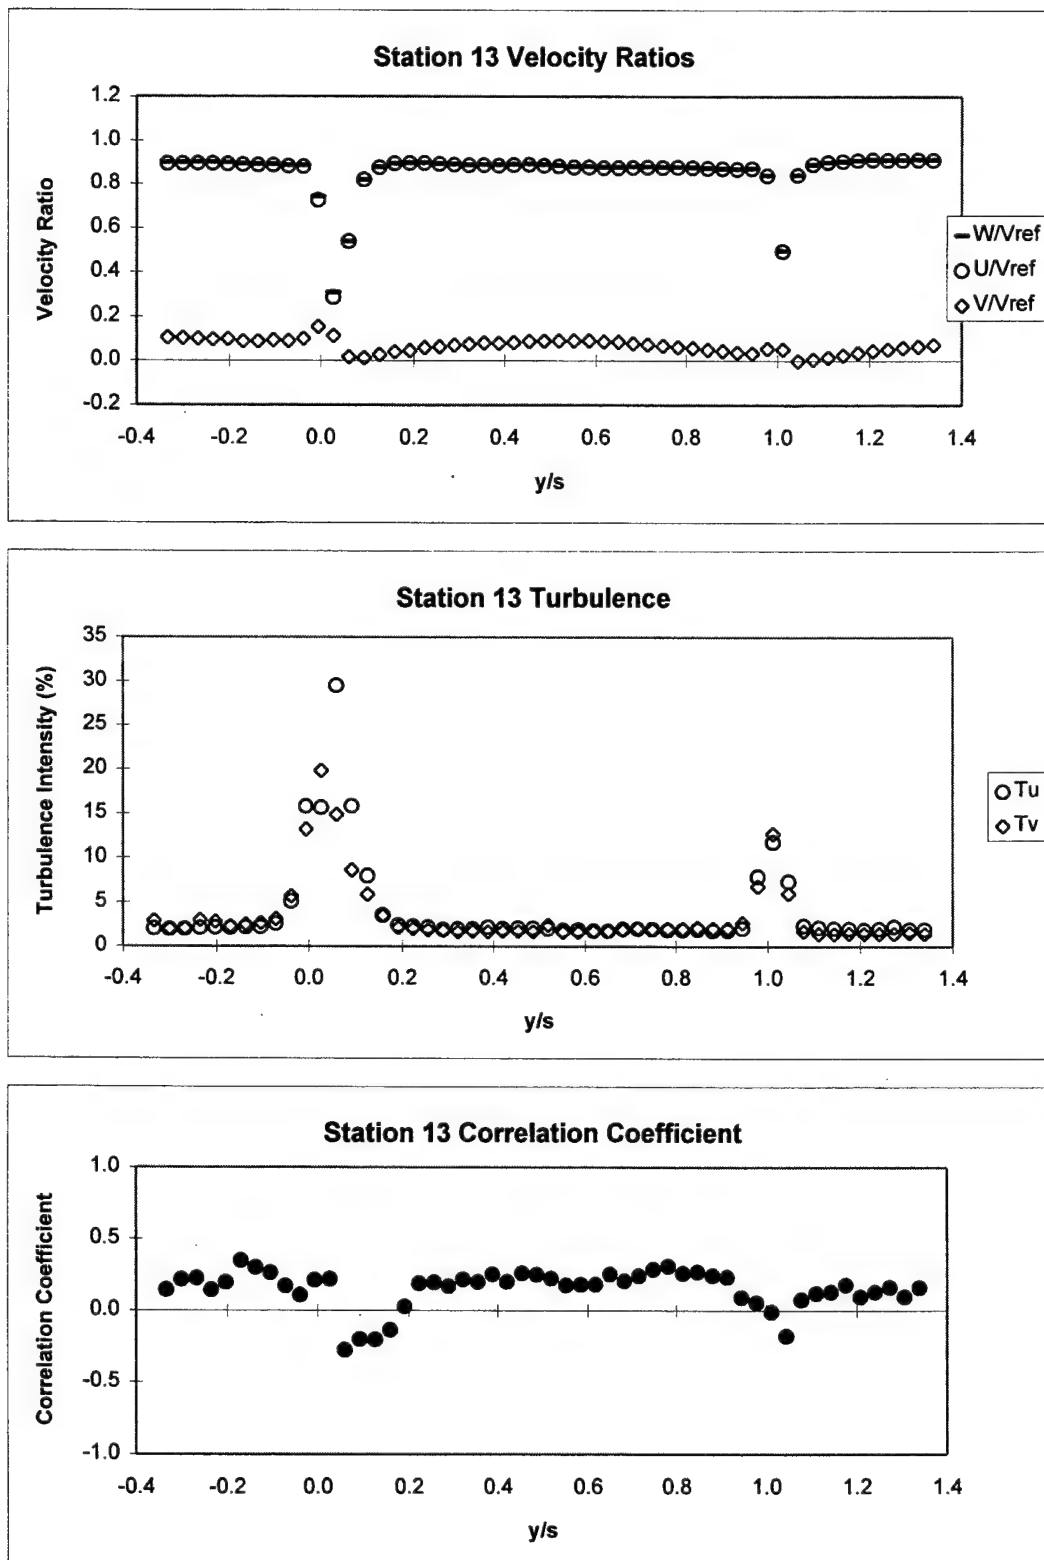 Station 13 Velocity Ratios
1.2
1.0
0.8
0.6
0.4
0.2
0.0
-0.2
Velocity Ratio
-0.4 -0.2 0.0 0.2 0.4 0.6 0.8 1.0 1.2 1.4
y/s
W/Vref
U/Vref
V/Vref
Station 13 Turbulence
35
30
25
20
15
10
5
0
Turbulence Intensity (%)
-0.4 -0.2 0.0 0.2 0.4 0.6 0.8 1.0 1.2 1.4
y/s
Tu
Tv
Station 13 Correlation Coefficient
1.0
0.5
0.0
-0.5
-1.0
Correlation Coefficient
-0.4 -0.2 0.0 0.2 0.4 0.6 0.8 1.0 1.2 1.4
y/s